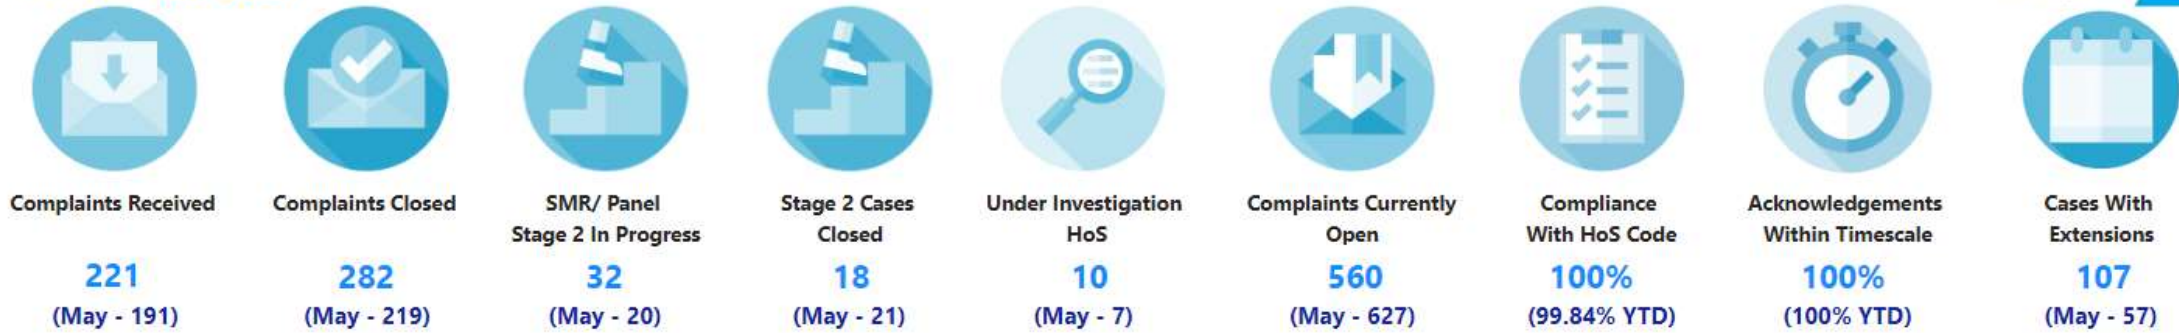 Complaints Received
221
(May - 191)
Complaints Closed
282
(May - 219)
SMR/ Panel
Stage 2 In Progress
32
(May - 20)
Stage 2 Cases
Closed
18
(May - 21)
Under Investigation
HoS
10
(May - 7)
Complaints Currently
Open
560
(May - 627)
Compliance
With HoS Code
100%
(99.84% YTD)
Acknowledgements
Within Timescale
100%
(100% YTD)
Cases With
Extensions
107
(May - 57)